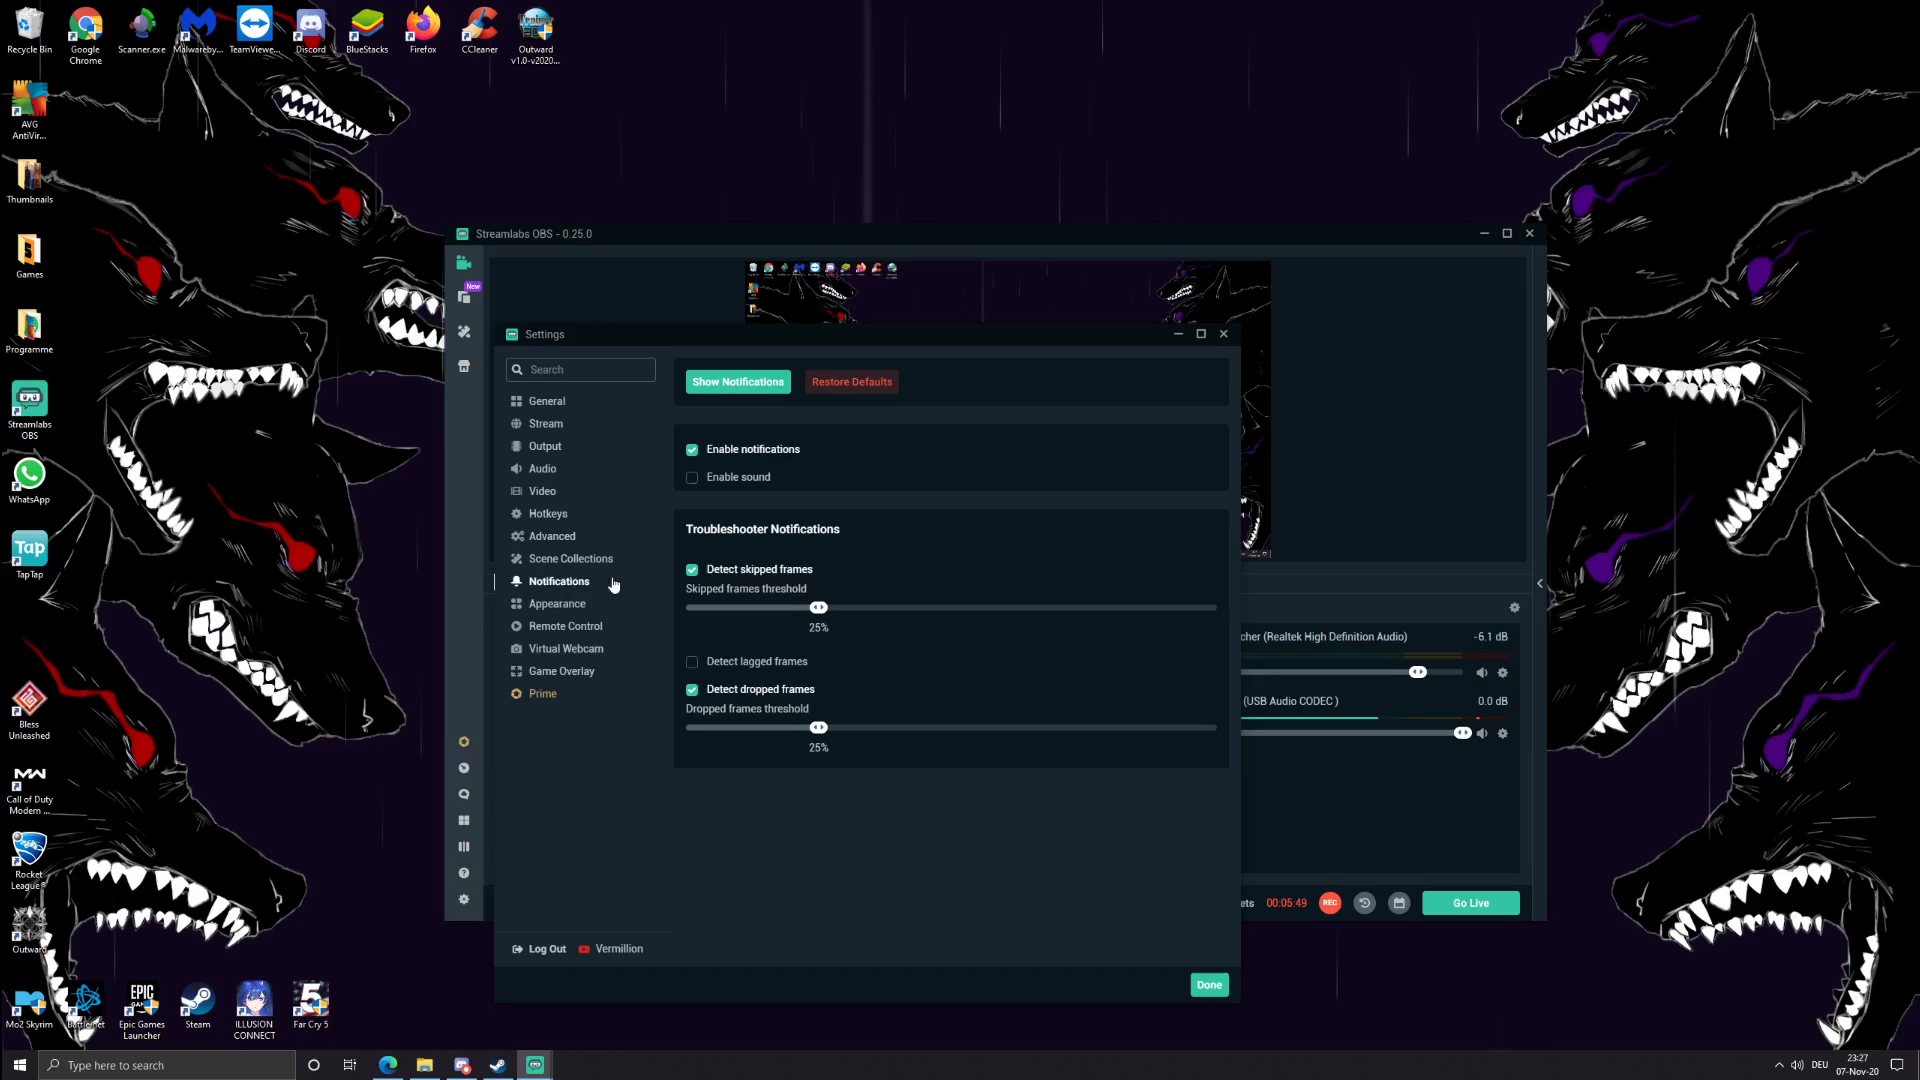 Recycle Bin
Google Chrome
Scanner.exe
Malwareby...
TeamViewe...
Discord
BlueStacks
Firefox
CCleaner
Outward v1.0-v2020...
AVG AntiVir...
Thumbnails
Games
Programme
Streamlabs OBS
WhatsApp
Tap
TapTap
Bless Unleashed
Call of Duty Modern ...
Rocket League
Outward
Mo2 Skyrim
Battle.net
EPIC GAMES
Epic Games Launcher
Steam
ILLUSION CONNECT
5
Far Cry 5
Streamlabs OBS - 0.25.0
New
Settings
Search
General
Stream
Output
Audio
Video
Hotkeys
Advanced
Scene Collections
Notifications
Appearance
Remote Control
Virtual Webcam
Game Overlay
Prime
Log Out
Vermillion
Show Notifications
Restore Defaults
Enable notifications
Enable sound
Troubleshooter Notifications
Detect skipped frames
Skipped frames threshold
25%
Detect lagged frames
Detect dropped frames
Dropped frames threshold
25%
Done
cher (Realtek High Definition Audio) -6.1 dB
(USB Audio CODEC ) 0.0 dB
ets 00:05:49 REC Go Live
Type here to search
DEU
23:27
07-Nov-20